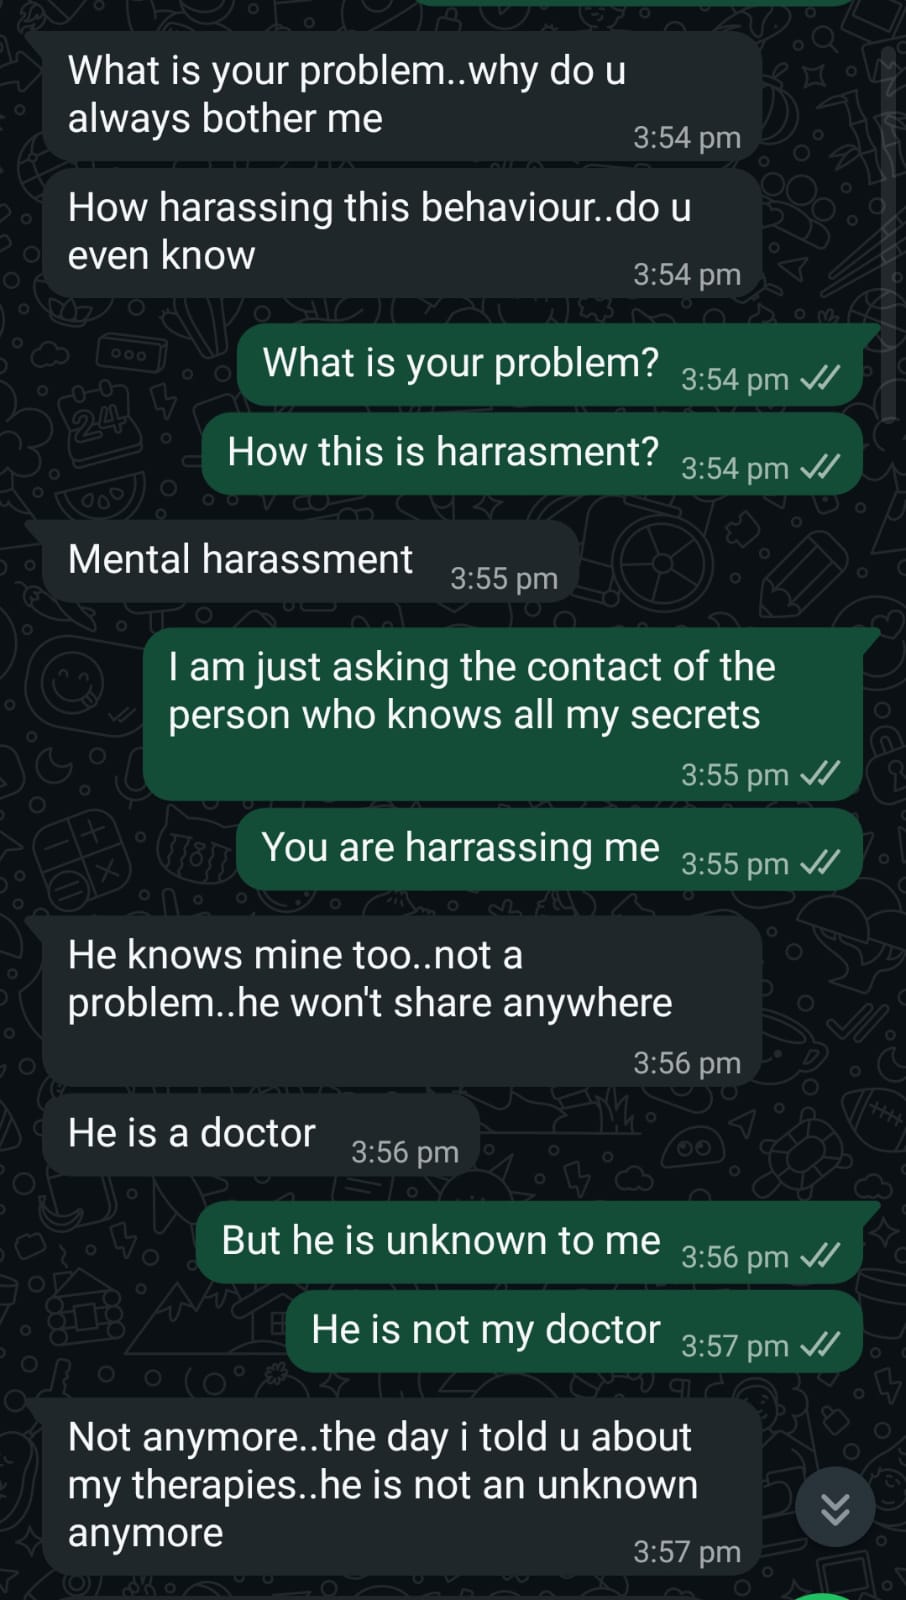 What is your problem..why do u
always bother me
3:54 pm
How harassing this behaviour..do u
even know
3:54 pm
What is your problem? 3:54 pm
How this is harrasment? 3:54 pm
Mental harassment 3:55 pm
I am just asking the contact of the
person who knows all my secrets
3:55 pm
You are harrassing me 3:55 pm
He knows mine too..not a
problem..he won't share anywhere
3:56 pm
He is a doctor 3:56 pm
But he is unknown to me 3:56 pm
He is not my doctor 3:57 pm
Not anymore..the day i told u about
my therapies..he is not an unknown
anymore
3:57 pm